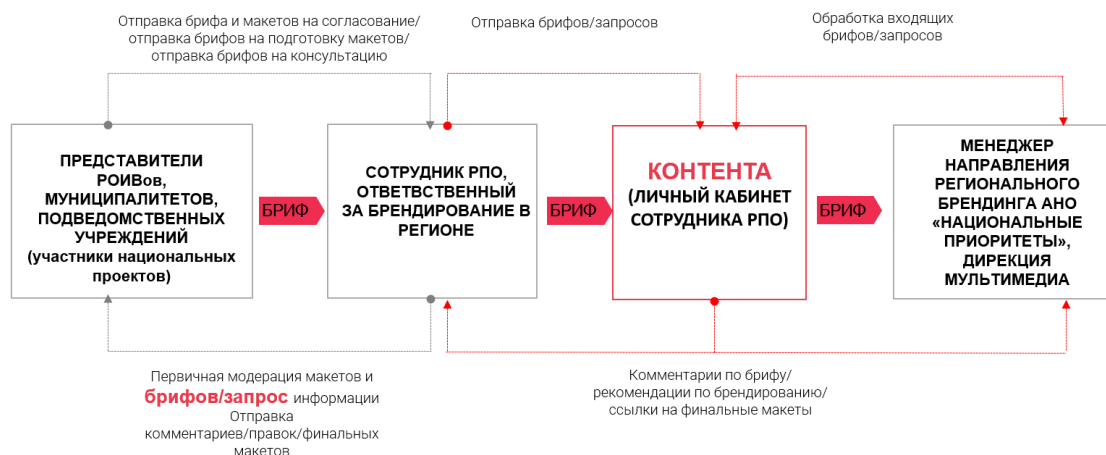 Отправка брифа и макетов на согласование/
отправка брифов на подготовку макетов/
отправка брифов на консультацию
Отправка брифов/запросов
Обработка входящих
брифов/запросов
ПРЕДСТАВИТЕЛИ
РОИВов,
МУНИЦИПАЛИТЕТОВ,
ПОДВЕДОМСТВЕННЫХ
УЧРЕЖДЕНИЙ
(участники национальных
проектов)
БРИФ
СОТРУДНИК РПО,
ОТВЕТВСТВЕННЫЙ
ЗА БРЕНДИРОВАНИЕ В
РЕГИОНЕ
БРИФ
КОНТЕНТА
(ЛИЧНЫЙ КАБИНЕТ
СОТРУДНИКА РПО)
БРИФ
МЕНЕДЖЕР
НАПРАВЛЕНИЯ
РЕГИОНАЛЬНОГО
БРЕНДИНГА АНО
«НАЦИОНАЛЬНЫЕ
ПРИОРИТЕТЫ»,
ДИРЕКЦИЯ
МУЛЬТИМЕДИА
Первичная модерация макетов и
брифов/запрос информации
Отправка
комментариев/правок/финальных
макетов
Комментарии по брифу/
рекомендации по брендированию/
ссылки на финальные макеты